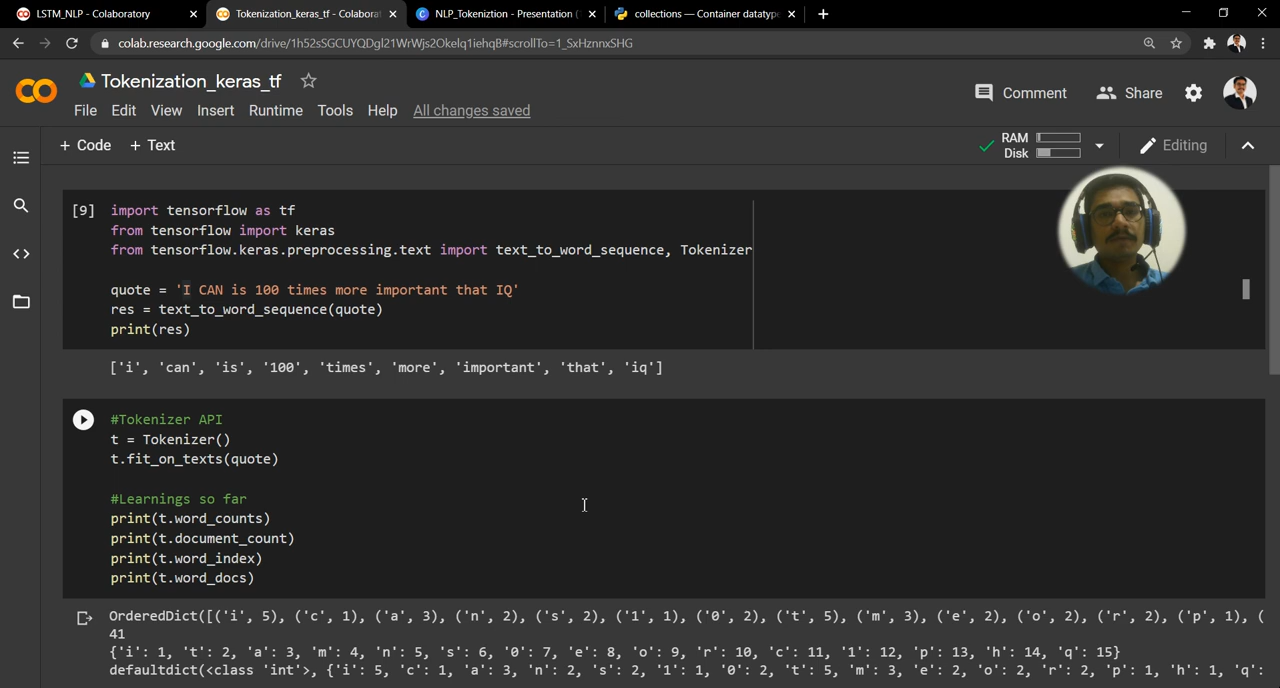 LSTM_NLP - Colaboratory
Tokenization_keras_tf - Colabora
NLP_Tokeniztion - Presentation (
collections — Container datatype
colab.research.google.com/drive/1h52sSGCUYQDgl21WrWjs2Okelq1iehqB#scrollTo=1_SxHznnxSHG
Tokenization_keras_tf
Comment
Share
File Edit View Insert Runtime Tools Help All changes saved
+ Code + Text
RAM
Disk
Editing
[9] import tensorflow as tf
from tensorflow import keras
from tensorflow.keras.preprocessing.text import text_to_word_sequence, Tokenizer
quote = 'I CAN is 100 times more important that IQ'
res = text_to_word_sequence(quote)
print(res)
['i', 'can', 'is', '100', 'times', 'more', 'important', 'that', 'iq']
#Tokenizer API
t = Tokenizer()
t.fit_on_texts(quote)
#Learnings so far
print(t.word_counts)
print(t.document_count)
print(t.word_index)
print(t.word_docs)
OrderedDict([('i', 5), ('c', 1), ('a', 3), ('n', 2), ('s', 2), ('1', 1), ('0', 2), ('t', 5), ('m', 3), ('e', 2), ('o', 2), ('r', 2), ('p', 1), (
41
{'i': 1, 't': 2, 'a': 3, 'm': 4, 'n': 5, 's': 6, '0': 7, 'e': 8, 'o': 9, 'r': 10, 'c': 11, '1': 12, 'p': 13, 'h': 14, 'q': 15}
defaultdict(<class 'int'>, {'i': 5, 'c': 1, 'a': 3, 'n': 2, 's': 2, '1': 1, '0': 2, 't': 5, 'm': 3, 'e': 2, 'o': 2, 'r': 2, 'p': 1, 'h': 1, 'q':